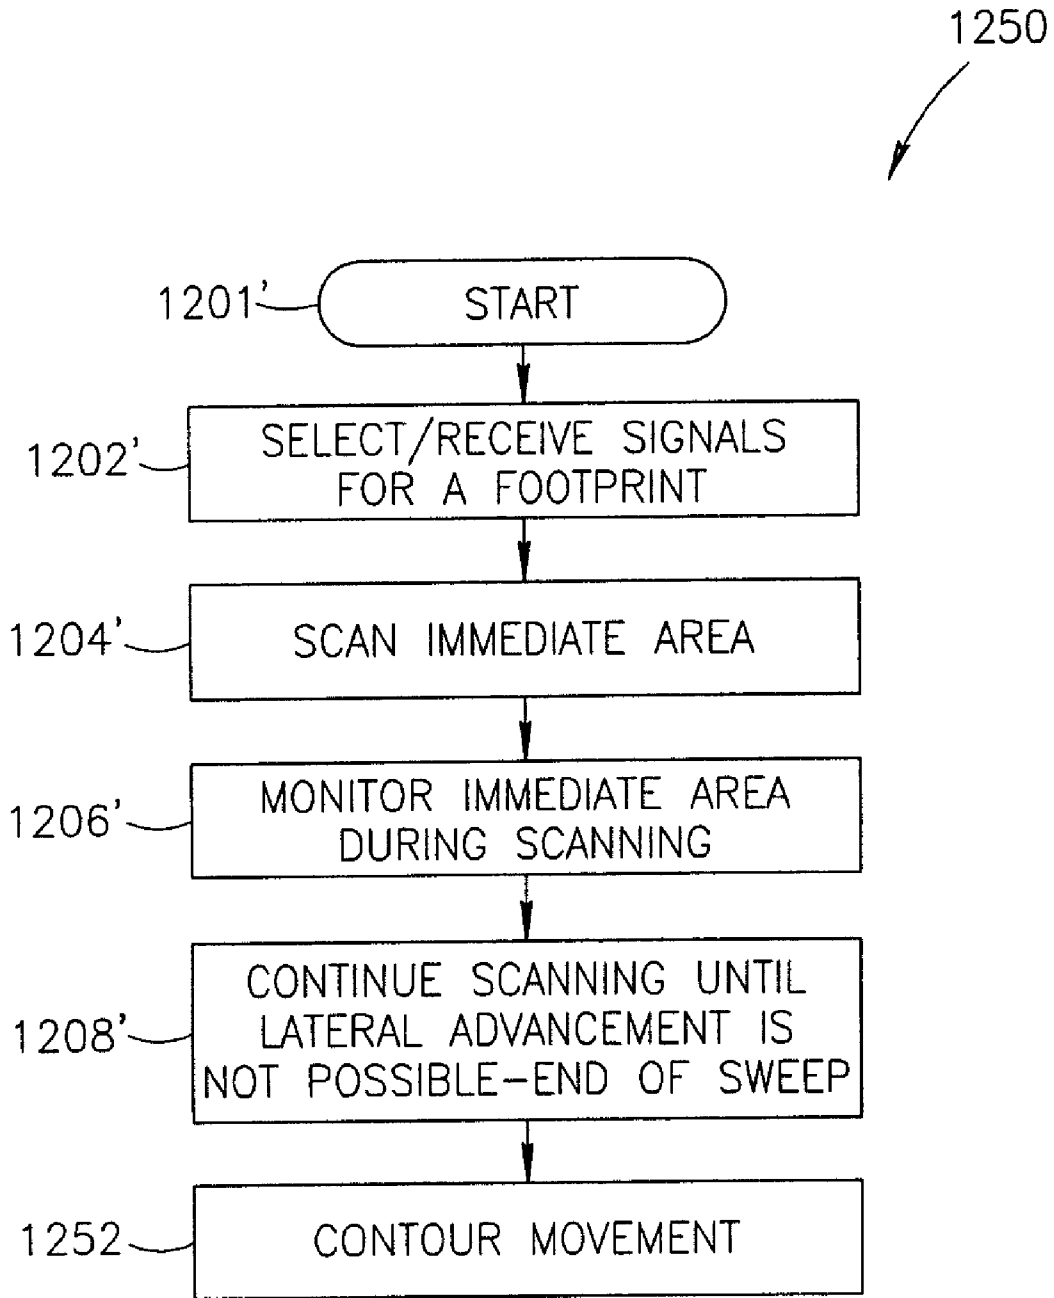 1250
1201'
START
1202'
SELECT/RECEIVE SIGNALS
FOR A FOOTPRINT
1204'
SCAN IMMEDIATE AREA
1206'
MONITOR IMMEDIATE AREA
DURING SCANNING
1208'
CONTINUE SCANNING UNTIL
LATERAL ADVANCEMENT IS
NOT POSSIBLE-END OF SWEEP
1252
CONTOUR MOVEMENT